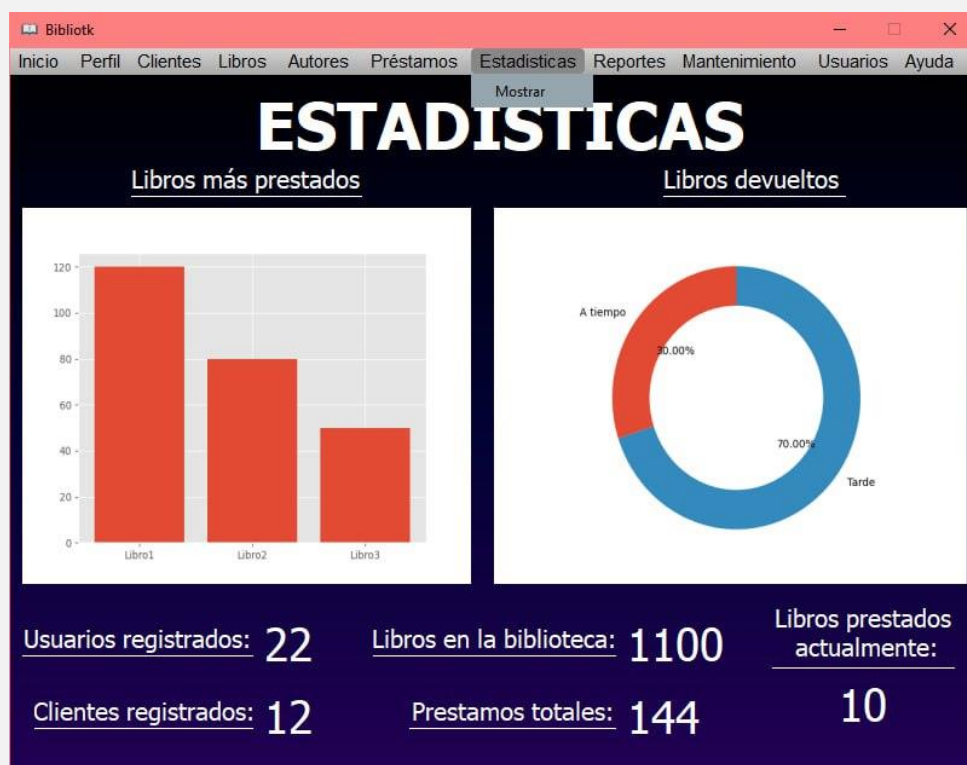 Bibliotk
Inicio Perfil Clientes Libros Autores Préstamos Estadisticas Reportes Mantenimiento Usuarios Ayuda
Mostrar
ESTADISTICAS
Libros más prestados
Libros devueltos
120
100
80
60
40
20
0
Libro1 Libro2 Libro3
A tiempo
30.00%
70.00%
Tarde
Usuarios registrados: 22
Libros en la biblioteca: 1100
Libros prestados
actualmente:
10
Clientes registrados: 12
Prestamos totales: 144